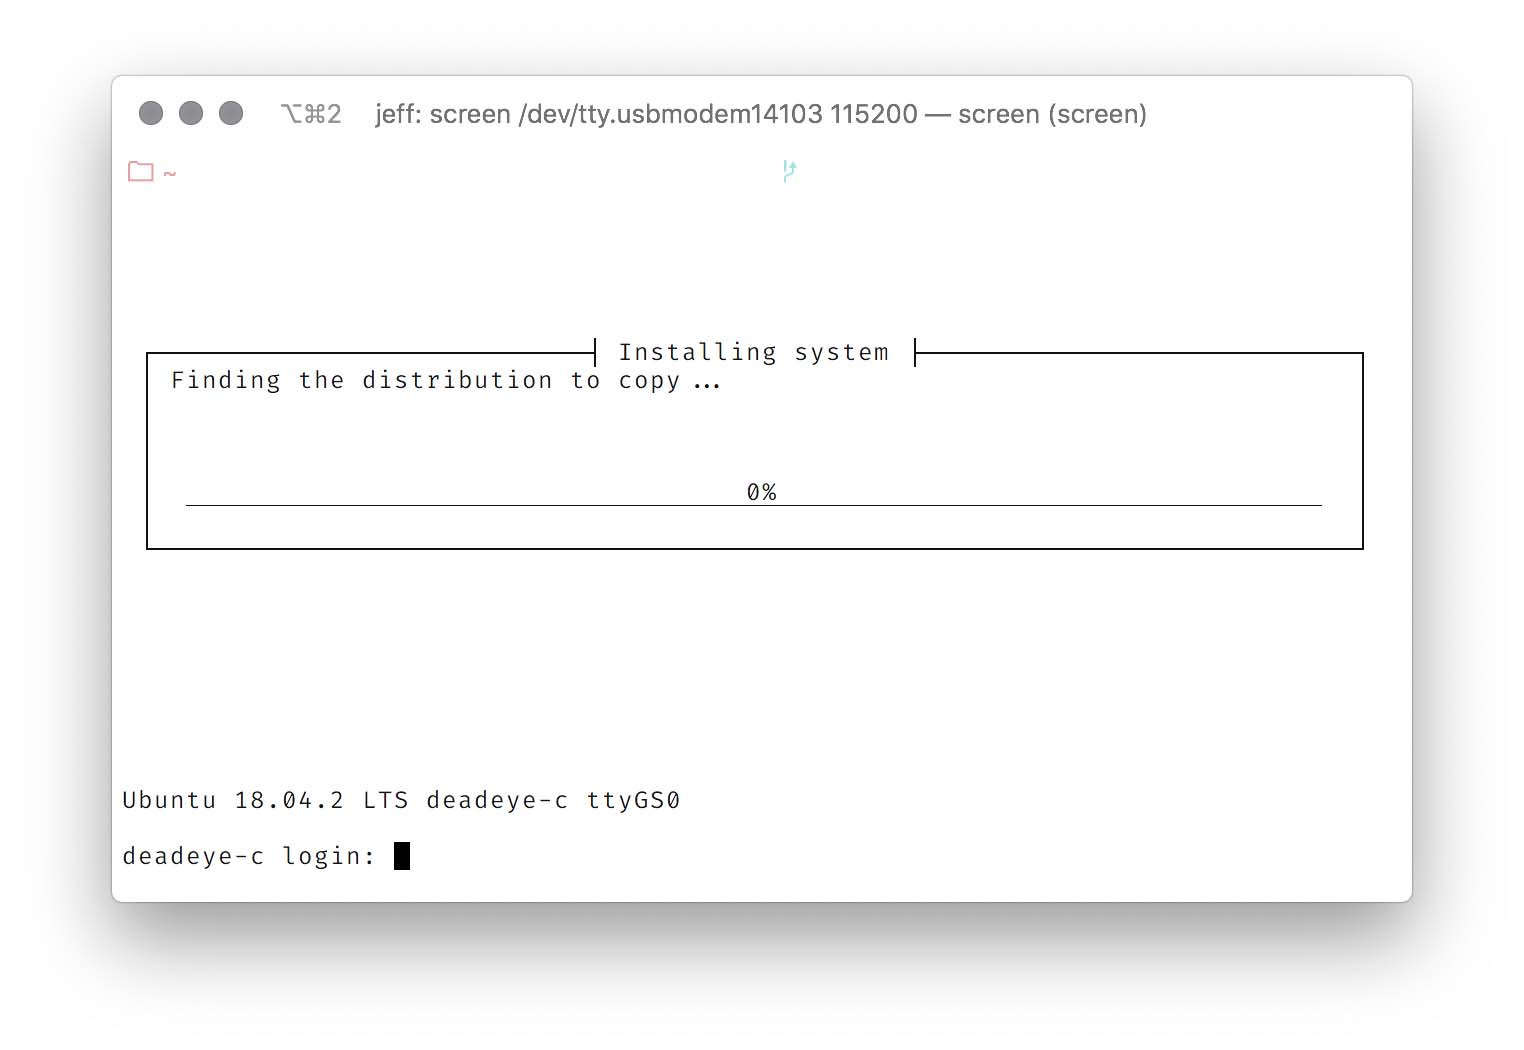 ⌥⌘2 jeff: screen /dev/tty.usbmodem14103 115200 — screen (screen)
~
Installing system
Finding the distribution to copy...
0%
Ubuntu 18.04.2 LTS deadeye-c ttyGS0
deadeye-c login: